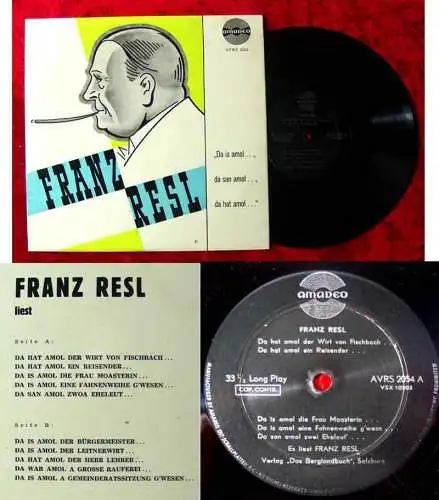 amadeo
AVRS 2054
FRANZ
RESL
„Da is amol . . „
da san amol . . „
da hat amol . . ."
FRANZ RESL
liest
Seite A:
DA HAT AMOL DER WIRT VON FISCHBACH . . .
DA HAT AMOL EIN REISENDER . . .
DA IS AMOL DIE FRAU MOASTERIN . . .
DA IS AMOL EINE FAHNENWEIHE G'WESEN . . .
DA SAN AMOL ZWOA EHELEUT . . .
Seite B:
DA IS AMOL DER BÜRGERMEISTER . . .
DA IS AMOL DER LEITNERWIRT . . .
DA HAT AMOL DER HERR LEHRER . . .
DA WAR AMOL A GROSSE RAUFEREI . . .
DA IS AMOL A GEMEINDERATSSITZUNG G'WESEN . . .
amadeo
FRANZ RESL
Da hat amol der Wirt von Fischbach . .
Da hat amol ein Reisender . .
33 ⅓ Long Play
COP. CONTR.
AVRS 2054 A
Da is amol die Frau Moasterin . . .
Da is amol eine Fahnenweihe g'wesen . . .
Da san amol zwei Eheleut . . .
Es liest FRANZ RESL
Verlag „Das Berglandbuch", Salzburg